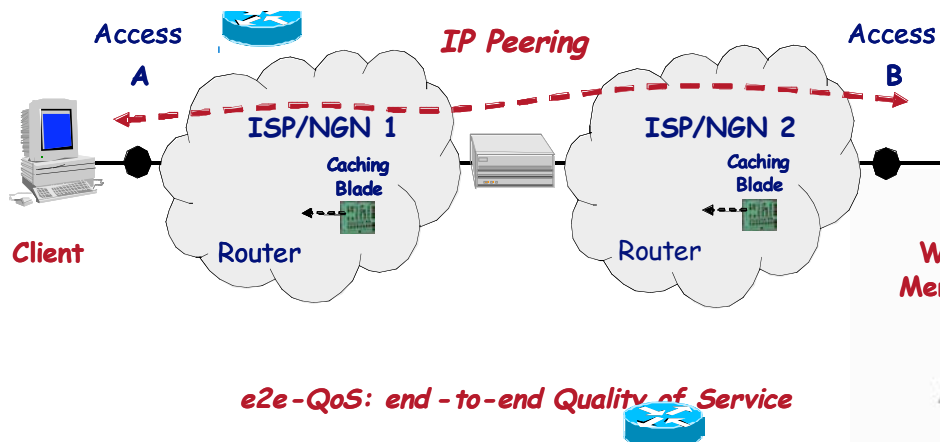 Access
IP Peering
Access
A
B
ISP/NGN 1
ISP/NGN 2
Caching
Blade
Caching
Blade
Client
Router
Router
e2e-QoS: end-to-end Quality of Service